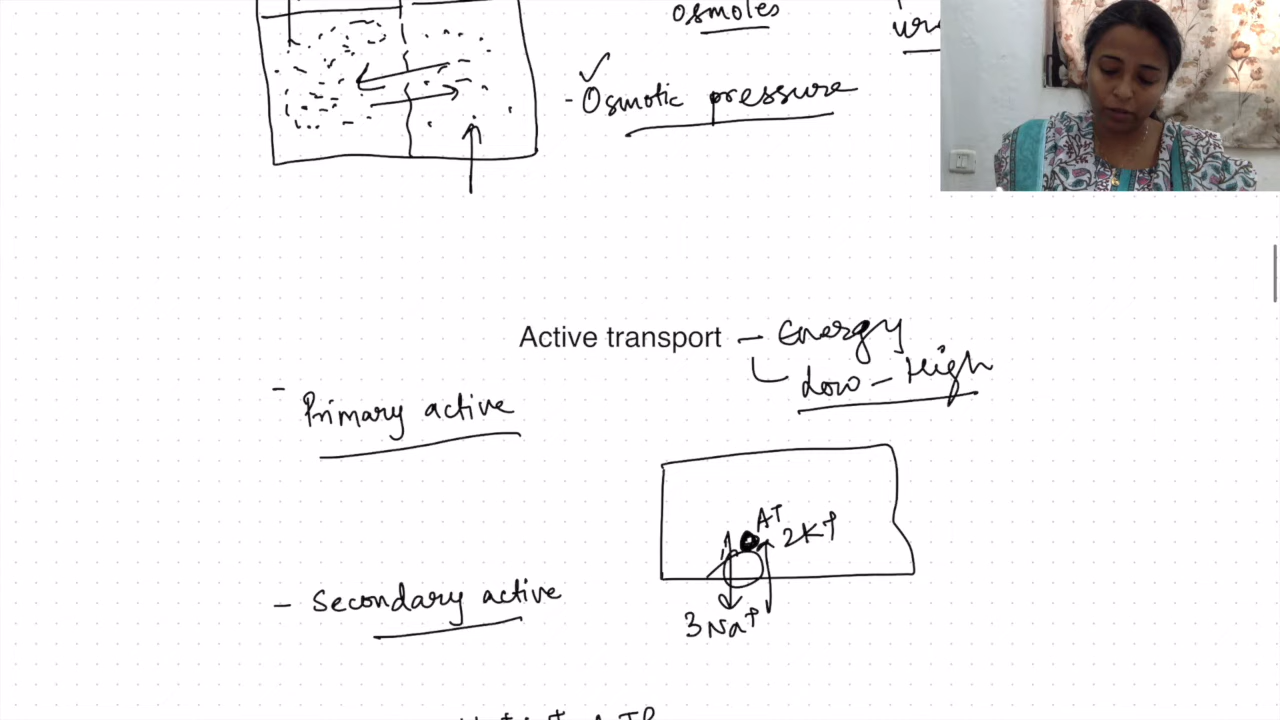 osmoles
- Osmotic pressure
Active transport — Energy
Low - High
- Primary active
AT
2K+
3Na+
- Secondary active